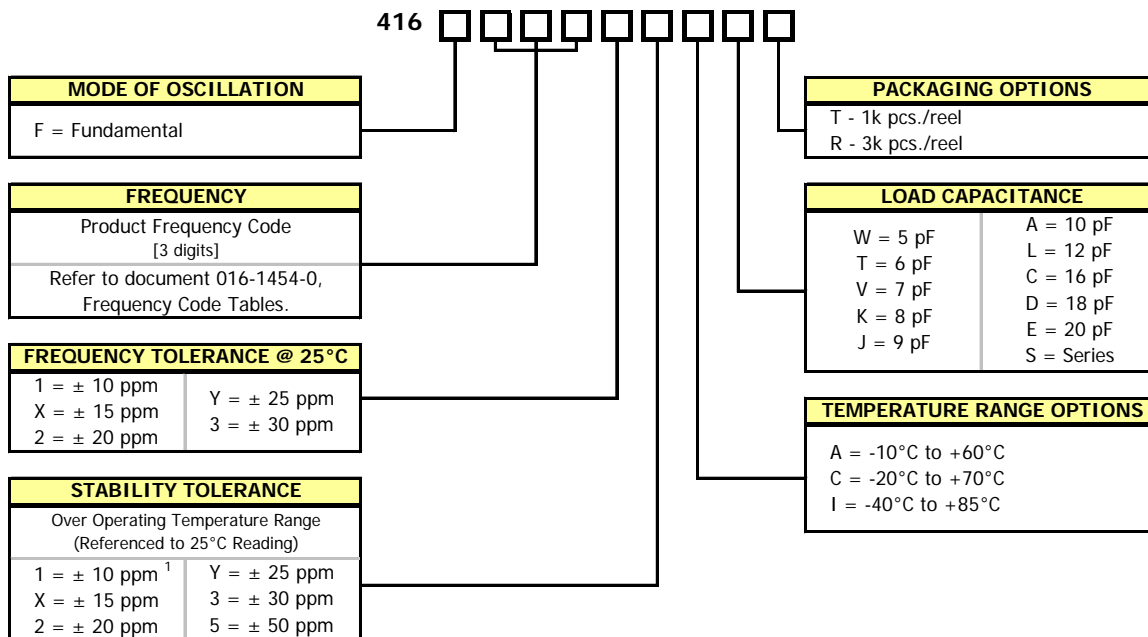 416
MODE OF OSCILLATION
F = Fundamental
FREQUENCY
Product Frequency Code
[3 digits]
Refer to document 016-1454-0,
Frequency Code Tables.
FREQUENCY TOLERANCE @ 25°C
1 = ± 10 ppm
X = ± 15 ppm
2 = ± 20 ppm
Y = ± 25 ppm
3 = ± 30 ppm
STABILITY TOLERANCE
Over Operating Temperature Range
(Referenced to 25°C Reading)
1 = ± 10 ppm ¹
X = ± 15 ppm
2 = ± 20 ppm
Y = ± 25 ppm
3 = ± 30 ppm
5 = ± 50 ppm
PACKAGING OPTIONS
T - 1k pcs./reel
R - 3k pcs./reel
LOAD CAPACITANCE
W = 5 pF
T = 6 pF
V = 7 pF
K = 8 pF
J = 9 pF
A = 10 pF
L = 12 pF
C = 16 pF
D = 18 pF
E = 20 pF
S = Series
TEMPERATURE RANGE OPTIONS
A = -10°C to +60°C
C = -20°C to +70°C
I = -40°C to +85°C